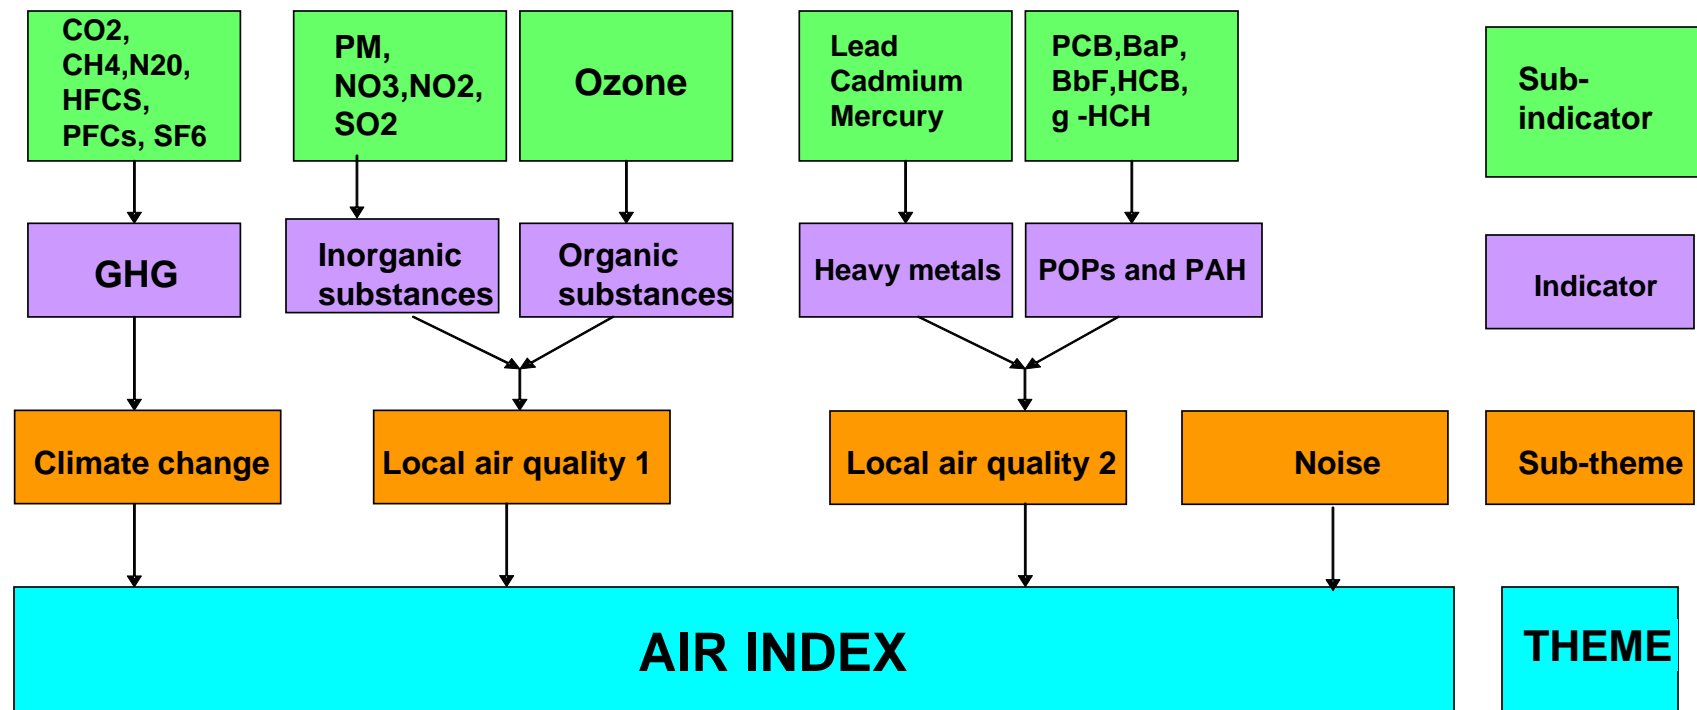 CO2,
CH4,N20,
HFCS,
PFCs, SF6
PM,
NO3,NO2,
SO2
Ozone
Lead
Cadmium
Mercury
PCB,BaP,
BbF,HCB,
g -HCH
Sub-
indicator
GHG
Inorganic
substances
Organic
substances
Heavy metals
POPs and PAH
Indicator
Climate change
Local air quality 1
Local air quality 2
Noise
Sub-theme
AIR INDEX
THEME